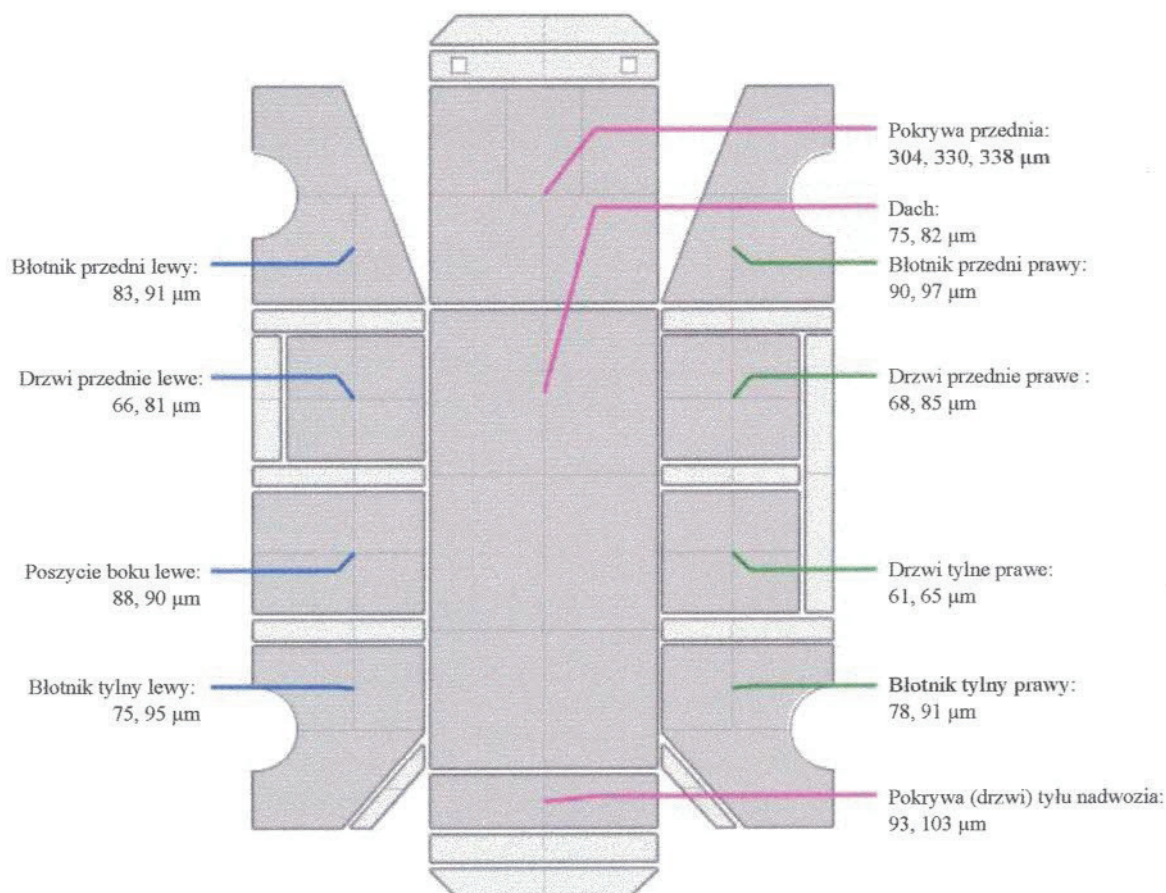 Pokrywa przednia:
304, 330, 338 µm
Dach:
75, 82 µm
Błotnik przedni lewy:
83, 91 µm
Błotnik przedni prawy:
90, 97 µm
Drzwi przednie lewe:
66, 81 µm
Drzwi przednie prawe :
68, 85 µm
Poszycie boku lewe:
88, 90 µm
Drzwi tylne prawe:
61, 65 µm
Błotnik tylny lewy:
75, 95 µm
Błotnik tylny prawy:
78, 91 µm
Pokrywa (drzwi) tyłu nadwozia:
93, 103 µm